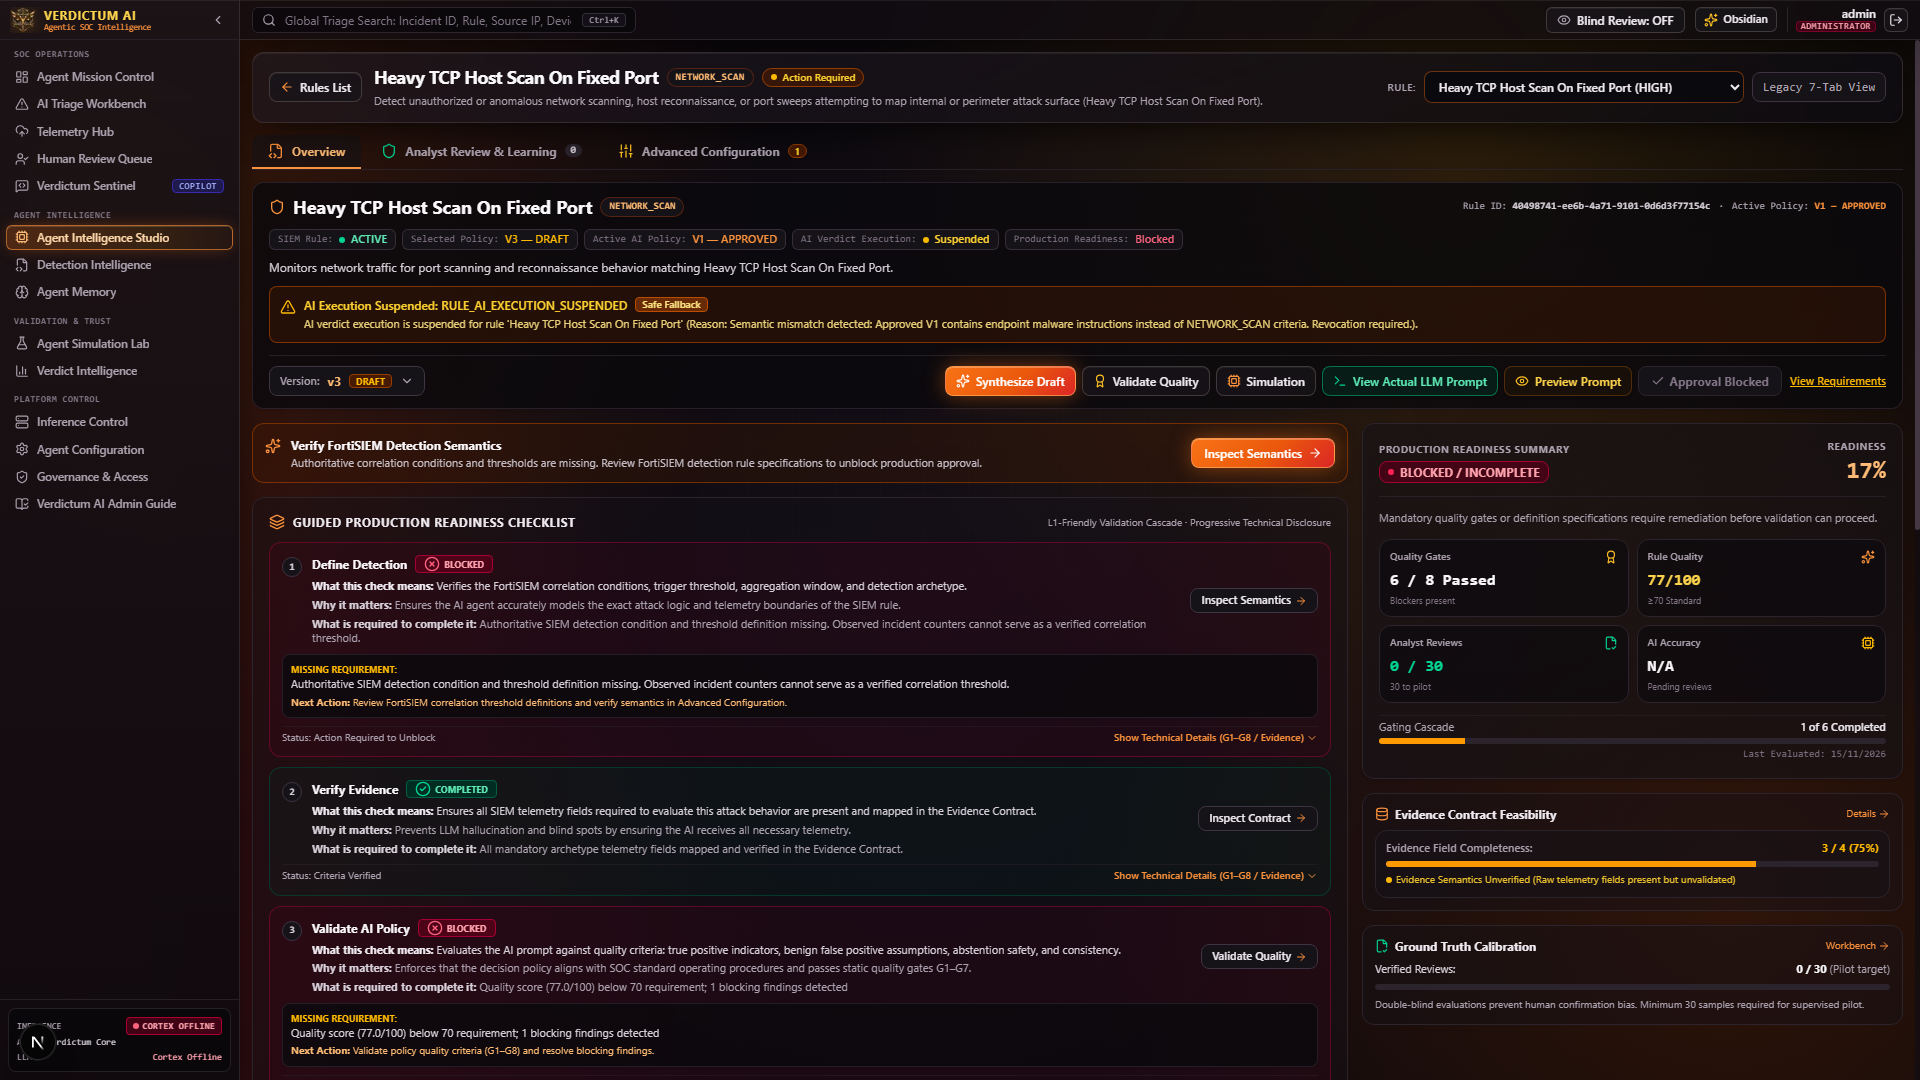 VERDICTUM AI
Agentic SOC Intelligence
Global Triage Search: Incident ID, Rule, Source IP, Devi
Ctrl+K
Blind Review: OFF
Obsidian
admin
ADMINISTRATOR
SOC OPERATIONS
Agent Mission Control
AI Triage Workbench
Telemetry Hub
Human Review Queue
Verdictum Sentinel
COPILOT
AGENT INTELLIGENCE
Agent Intelligence Studio
Detection Intelligence
Agent Memory
VALIDATION & TRUST
Agent Simulation Lab
Verdict Intelligence
PLATFORM CONTROL
Inference Control
Agent Configuration
Governance & Access
Verdictum AI Admin Guide
CORTEX OFFLINE
rdictum Core
Cortex Offline
N
← Rules List
Heavy TCP Host Scan On Fixed Port
NETWORK_SCAN
Action Required
Detect unauthorized or anomalous network scanning, host reconnaissance, or port sweeps attempting to map internal or perimeter attack surface (Heavy TCP Host Scan On Fixed Port).
RULE:
Heavy TCP Host Scan On Fixed Port (HIGH)
Legacy 7-Tab View
Overview
Analyst Review & Learning 0
Advanced Configuration 1
Heavy TCP Host Scan On Fixed Port
NETWORK_SCAN
Rule ID: 40498741-ee6b-4a71-9101-0d6d3f77154c · Active Policy: V1 — APPROVED
SIEM Rule: ACTIVE
Selected Policy: V3 — DRAFT
Active AI Policy: V1 — APPROVED
AI Verdict Execution: Suspended
Production Readiness: Blocked
Monitors network traffic for port scanning and reconnaissance behavior matching Heavy TCP Host Scan On Fixed Port.
AI Execution Suspended: RULE_AI_EXECUTION_SUSPENDED
Safe Fallback
AI verdict execution is suspended for rule 'Heavy TCP Host Scan On Fixed Port' (Reason: Semantic mismatch detected: Approved V1 contains endpoint malware instructions instead of NETWORK_SCAN criteria. Revocation required.).
Version: v3 DRAFT
Synthesize Draft
Validate Quality
Simulation
View Actual LLM Prompt
Preview Prompt
Approval Blocked
View Requirements
Verify FortiSIEM Detection Semantics
Authoritative correlation conditions and thresholds are missing. Review FortiSIEM detection rule specifications to unblock production approval.
Inspect Semantics →
GUIDED PRODUCTION READINESS CHECKLIST
L1-Friendly Validation Cascade · Progressive Technical Disclosure
1
Define Detection
BLOCKED
What this check means: Verifies the FortiSIEM correlation conditions, trigger threshold, aggregation window, and detection archetype.
Why it matters: Ensures the AI agent accurately models the exact attack logic and telemetry boundaries of the SIEM rule.
What is required to complete it: Authoritative SIEM detection condition and threshold definition missing. Observed incident counters cannot serve as a verified correlation
threshold.
Inspect Semantics →
MISSING REQUIREMENT:
Authoritative SIEM detection condition and threshold definition missing. Observed incident counters cannot serve as a verified correlation threshold.
Next Action: Review FortiSIEM correlation threshold definitions and verify semantics in Advanced Configuration.
Status: Action Required to Unblock
Show Technical Details (G1–G8 / Evidence)
2
Verify Evidence
COMPLETED
What this check means: Ensures all SIEM telemetry fields required to evaluate this attack behavior are present and mapped in the Evidence Contract.
Why it matters: Prevents LLM hallucination and blind spots by ensuring the AI receives all necessary telemetry.
What is required to complete it: All mandatory archetype telemetry fields mapped and verified in the Evidence Contract.
Inspect Contract →
Status: Criteria Verified
Show Technical Details (G1–G8 / Evidence)
3
Validate AI Policy
BLOCKED
What this check means: Evaluates the AI prompt against quality criteria: true positive indicators, benign false positive assumptions, abstention safety, and consistency.
Why it matters: Enforces that the decision policy aligns with SOC standard operating procedures and passes static quality gates G1–G7.
What is required to complete it: Quality score (77.0/100) below 70 requirement; 1 blocking findings detected
Validate Quality →
MISSING REQUIREMENT:
Quality score (77.0/100) below 70 requirement; 1 blocking findings detected
Next Action: Validate policy quality criteria (G1–G8) and resolve blocking findings.
PRODUCTION READINESS SUMMARY
BLOCKED / INCOMPLETE
READINESS
17%
Mandatory quality gates or definition specifications require remediation before validation can proceed.
Quality Gates
6 / 8 Passed
Blockers present
Rule Quality
77/100
≥70 Standard
Analyst Reviews
0 / 30
30 to pilot
AI Accuracy
N/A
Pending reviews
Gating Cascade
1 of 6 Completed
Last Evaluated: 15/11/2026
Evidence Contract Feasibility
Details →
Evidence Field Completeness:
3 / 4 (75%)
Evidence Semantics Unverified (Raw telemetry fields present but unvalidated)
Ground Truth Calibration
Workbench →
Verified Reviews:
0 / 30 (Pilot target)
Double-blind evaluations prevent human confirmation bias. Minimum 30 samples required for supervised pilot.